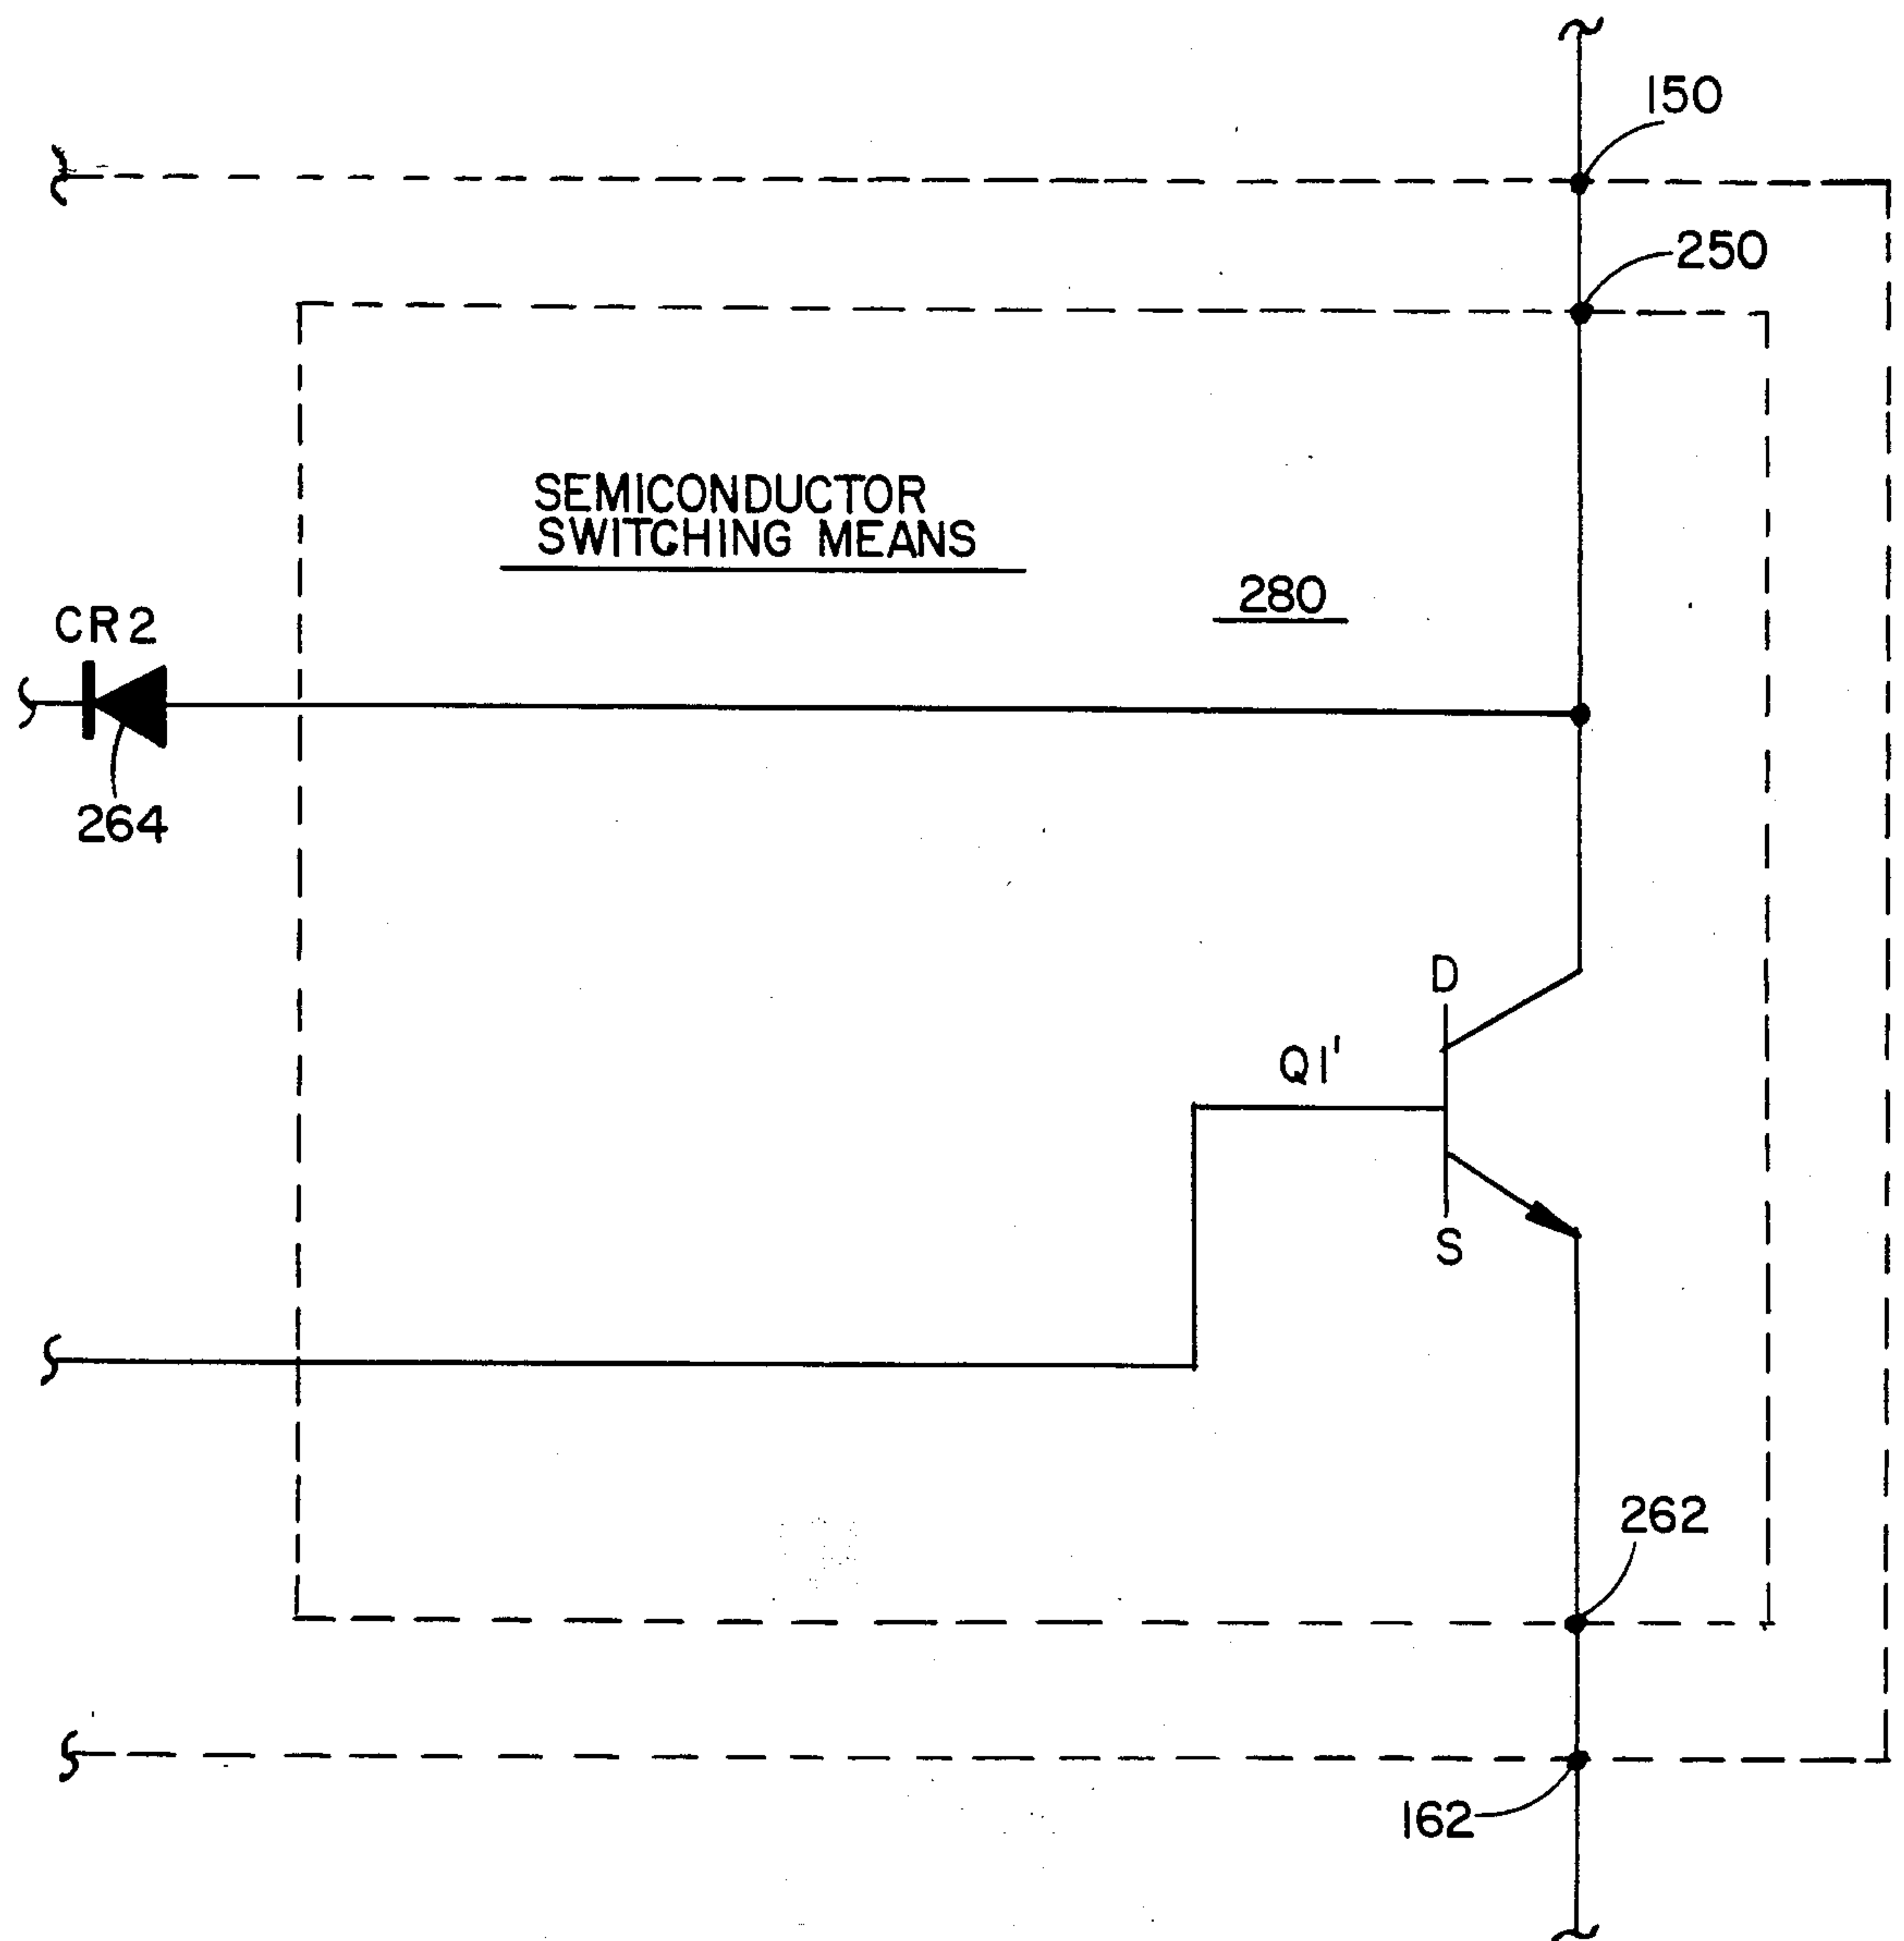 150
250
SEMICONDUCTOR
SWITCHING MEANS
280
CR2
264
D
Q1'
S
262
162